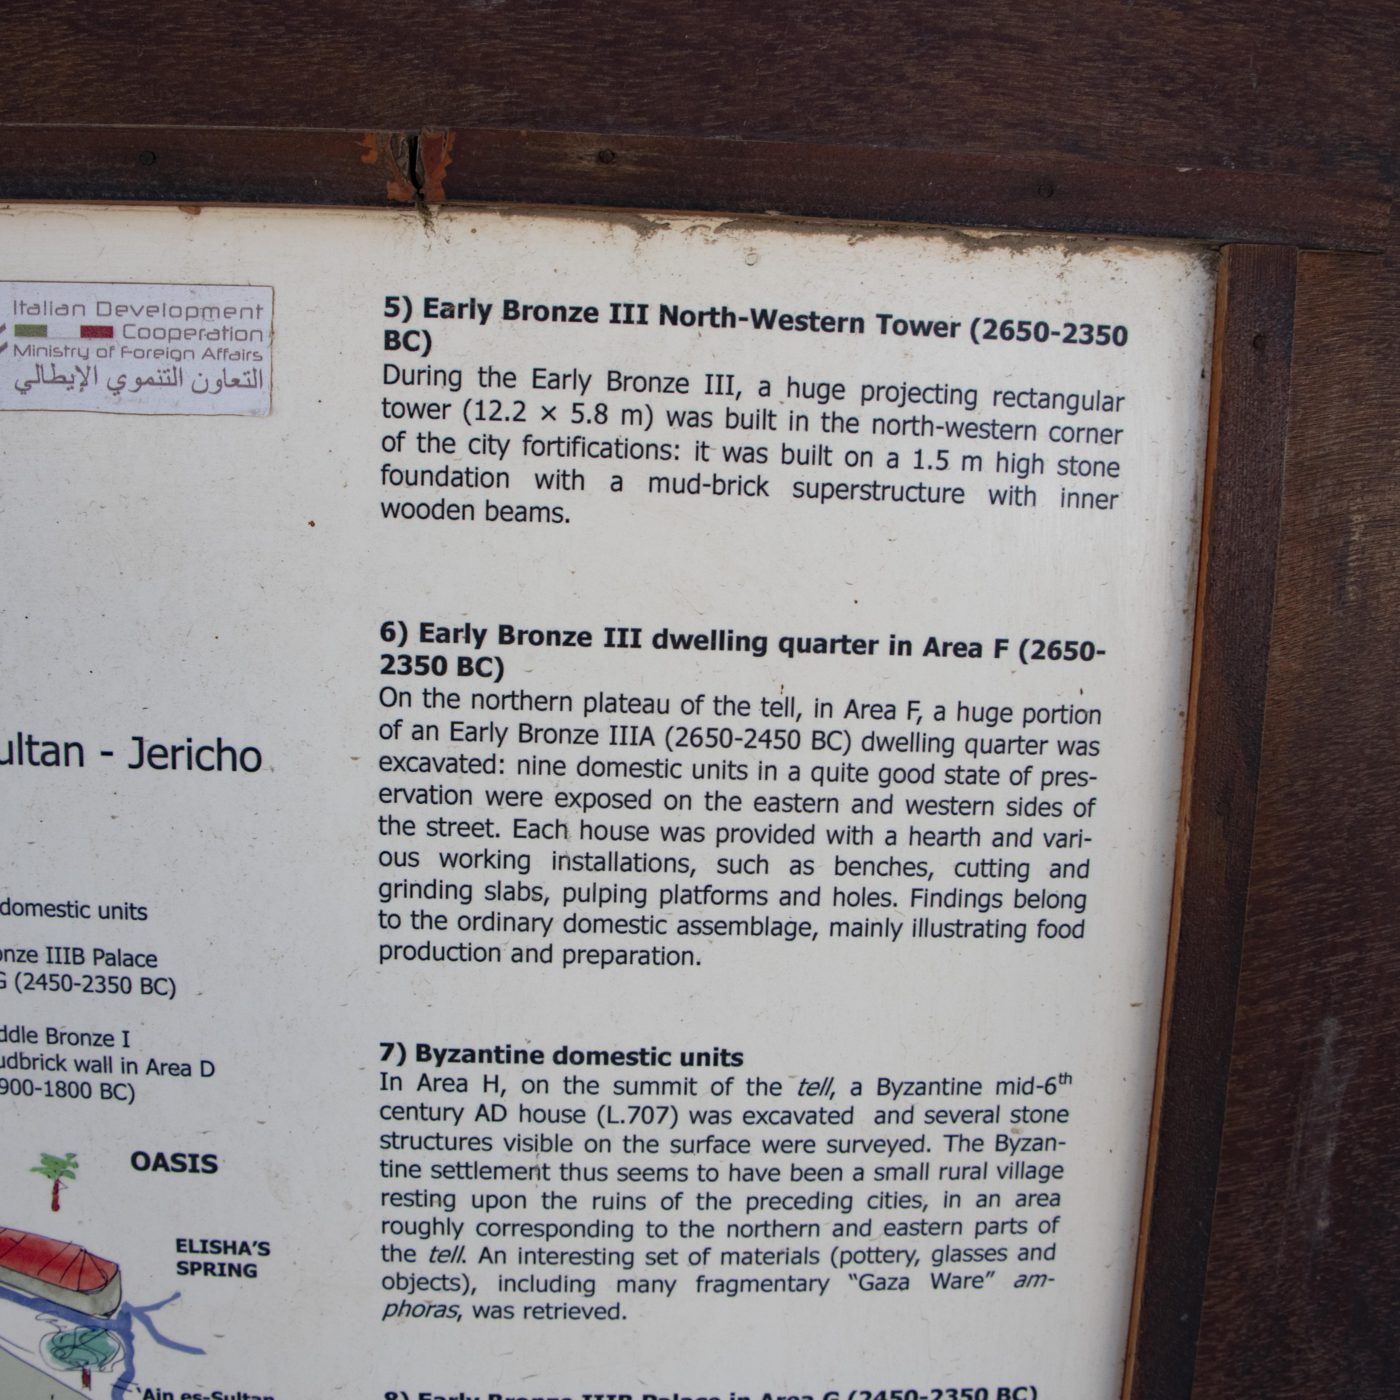 Italian Development
Cooperation
Ministry of Foreign Affairs
التعاون التنموي الإيطالي
- Jericho
domestic units
IIIB Palace
(2450-2350 BC)
Bronze I
wall in Area D
900-1800 BC)
OASIS
ELISHA'S
SPRING
'Ain es-Sultan
5) Early Bronze III North-Western Tower (2650-2350
BC)
During the Early Bronze III, a huge projecting rectangular
tower (12.2 × 5.8 m) was built in the north-western corner
of the city fortifications: it was built on a 1.5 m high stone
foundation with a mud-brick superstructure with inner
wooden beams.
6) Early Bronze III dwelling quarter in Area F (2650-
2350 BC)
On the northern plateau of the tell, in Area F, a huge portion
of an Early Bronze IIIA (2650-2450 BC) dwelling quarter was
excavated: nine domestic units in a quite good state of pres-
ervation were exposed on the eastern and western sides of
the street. Each house was provided with a hearth and vari-
ous working installations, such as benches, cutting and
grinding slabs, pulping platforms and holes. Findings belong
to the ordinary domestic assemblage, mainly illustrating food
production and preparation.
7) Byzantine domestic units
In Area H, on the summit of the tell, a Byzantine mid-6th
century AD house (L.707) was excavated and several stone
structures visible on the surface were surveyed. The Byzan-
tine settlement thus seems to have been a small rural village
resting upon the ruins of the preceding cities, in an area
roughly corresponding to the northern and eastern parts of
the tell. An interesting set of materials (pottery, glasses and
objects), including many fragmentary "Gaza Ware" am-
phoras, was retrieved.
8) Early Bronze IIIB Palace in Area G (2450-2350 BC)